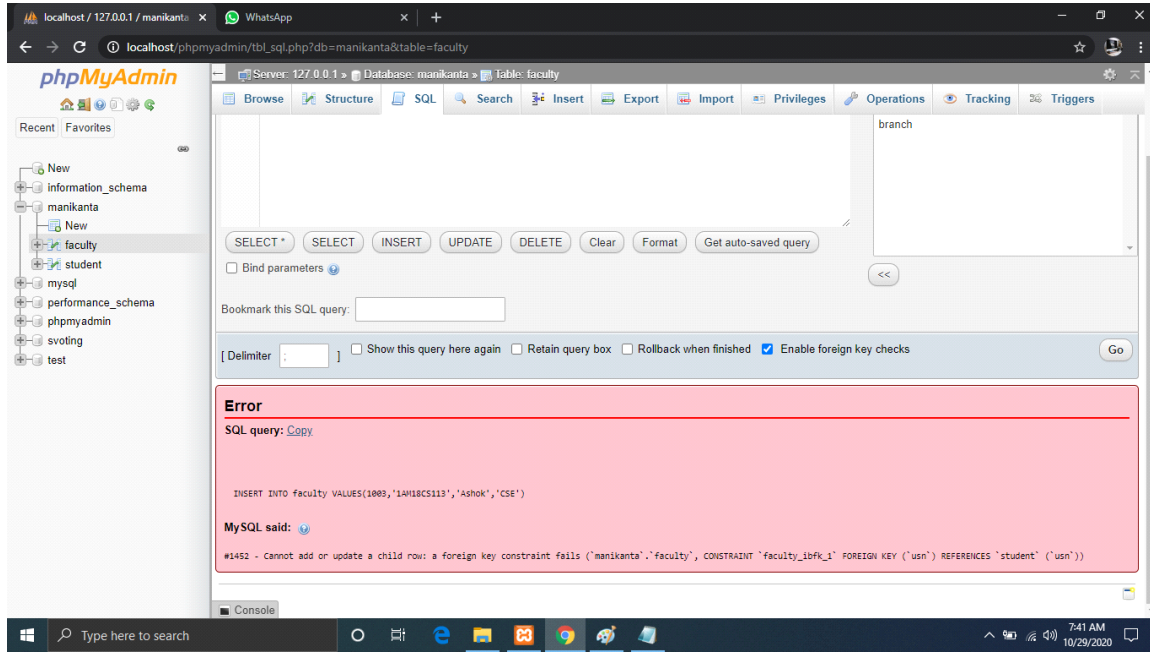 localhost / 127.0.0.1 / manikanta
WhatsApp
localhost/phpmyadmin/tbl_sql.php?db=manikanta&table=faculty
phpMyAdmin
Recent Favorites
New
information_schema
manikanta
New
faculty
student
mysql
performance_schema
phpmyadmin
svoting
test
Server: 127.0.0.1 » Database: manikanta » Table: faculty
Browse Structure SQL Search Insert Export Import Privileges Operations Tracking Triggers
branch
SELECT * SELECT INSERT UPDATE DELETE Clear Format Get auto-saved query
Bind parameters
<<
Bookmark this SQL query:
[ Delimiter ; ] Show this query here again Retain query box Rollback when finished Enable foreign key checks Go
Error
SQL query: Copy
INSERT INTO faculty VALUES(1003,'1AM18CS113','Ashok','CSE')
MySQL said:
#1452 - Cannot add or update a child row: a foreign key constraint fails (`manikanta`.`faculty`, CONSTRAINT `faculty_ibfk_1` FOREIGN KEY (`usn`) REFERENCES `student` (`usn`))
Console
Type here to search
7:41 AM
10/29/2020